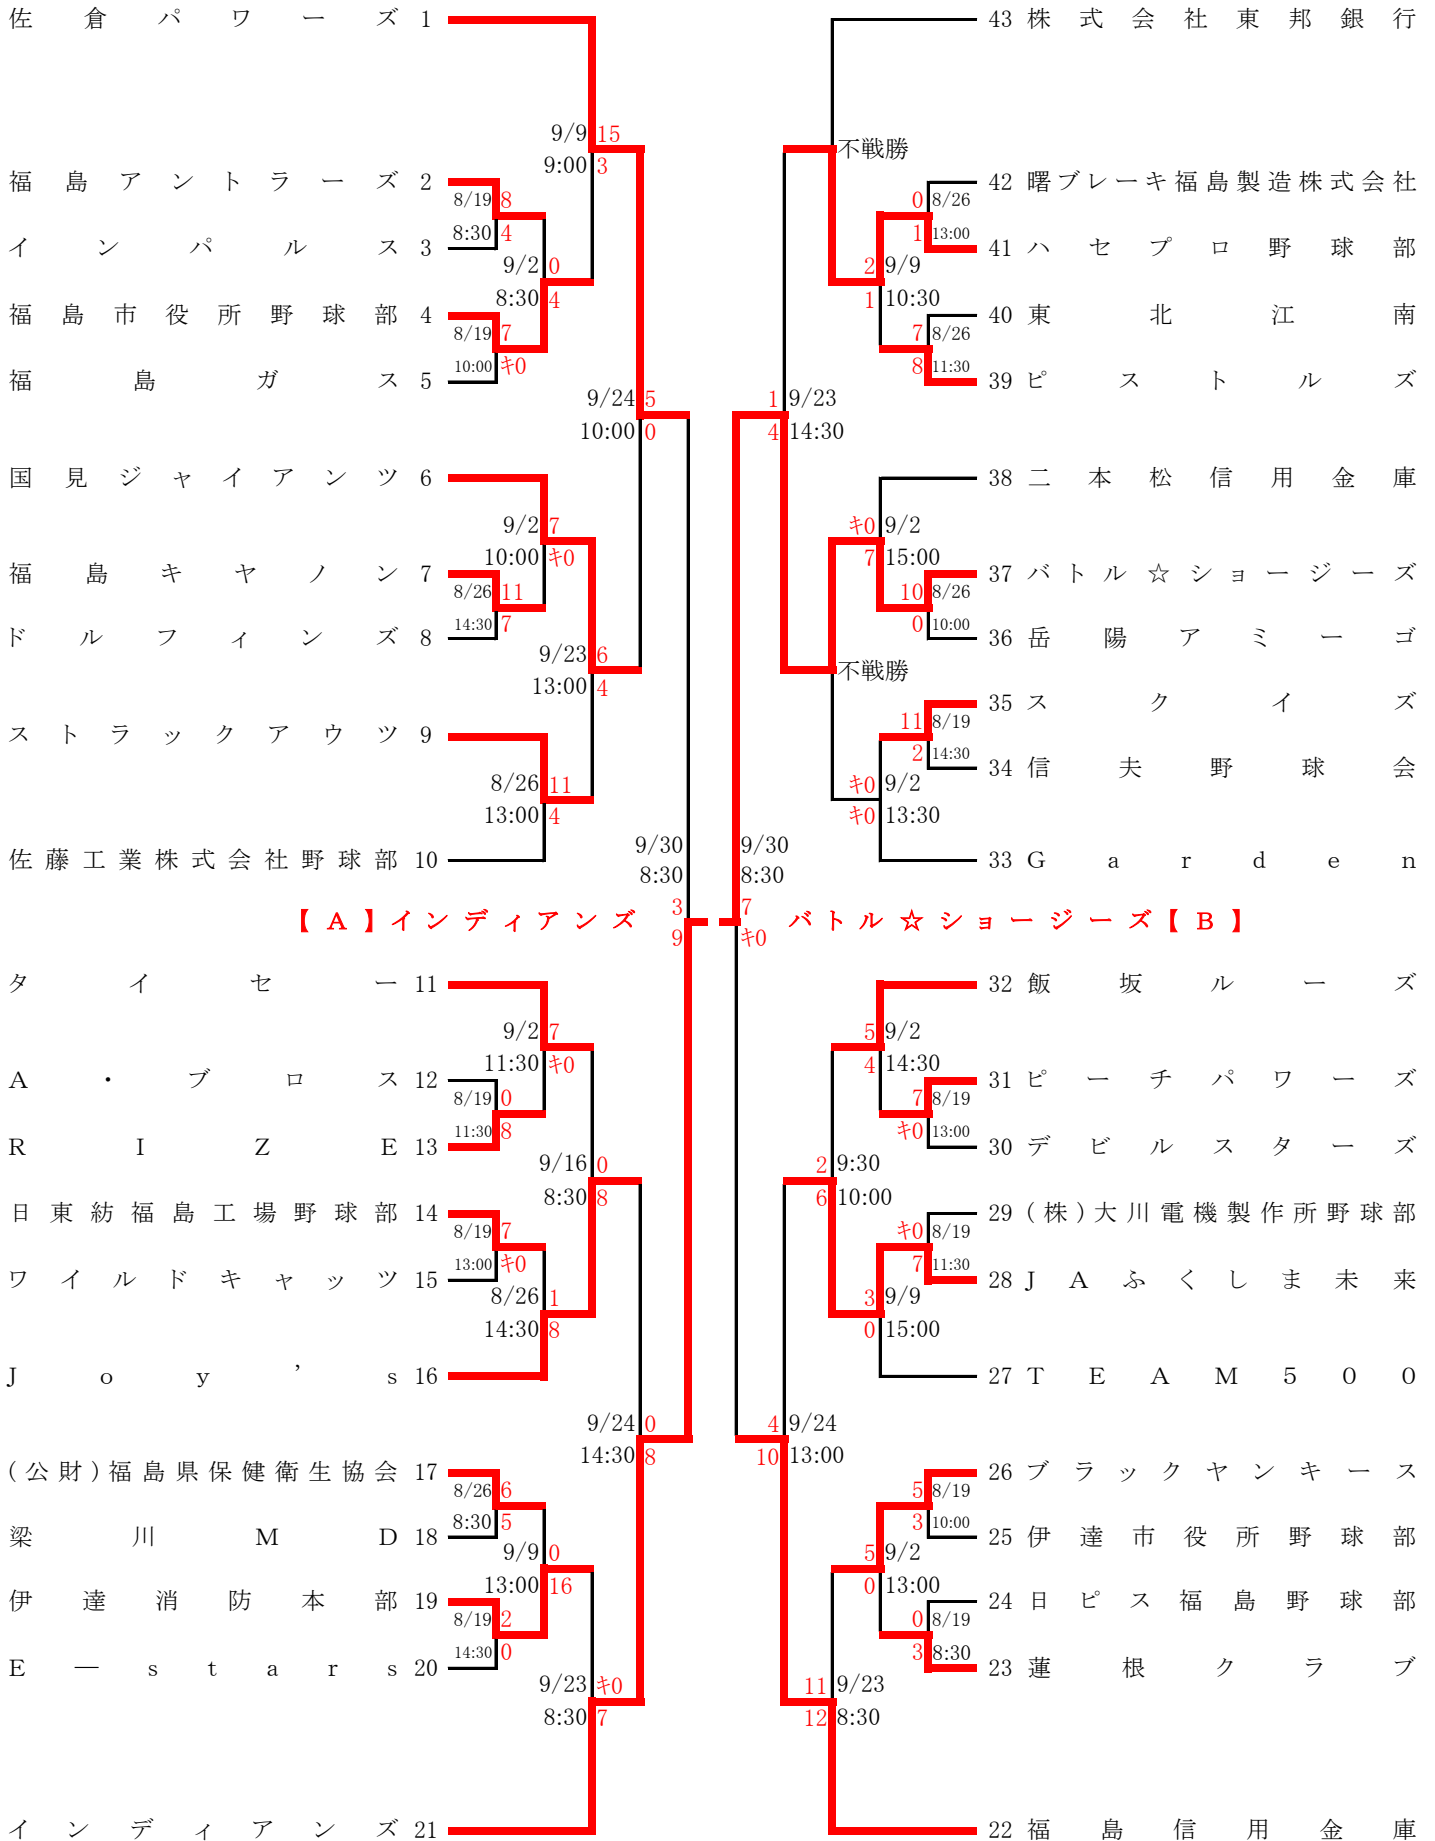 佐倉パワーズ 1
43 株式会社東邦銀行
9/9 15
9:00 3
不戦勝
福島アントラーズ 2
8/19 8
0 8/26
42 曙ブレーキ福島製造株式会社
インパルス 3
8:30 4
1 13:00
41 ハセプロ野球部
9/2 0
8:30 4
2 9/9
1 10:30
福島市役所野球部 4
8/19 7
7 8/26
40 東北江南
福島ガス 5
10:00 ｷ0
8 11:30
39 ピストルズ
9/24 5
10:00 0
1 9/23
4 14:30
国見ジャイアンツ 6
38 二本松信用金庫
9/2 7
10:00 ｷ0
ｷ0 9/2
7 15:00
福島キヤノン 7
8/26 11
10 8/26
37 バトル☆ショージーズ
ドルフィンズ 8
14:30 7
0 10:00
36 岳陽アミーゴ
9/23 6
13:00 4
不戦勝
35 スクイズ
11 8/19
ストラックアウツ 9
2 14:30
34 信夫野球会
8/26 11
13:00 4
ｷ0 9/2
ｷ0 13:30
佐藤工業株式会社野球部 10
33 Garden
9/30
8:30
9/30
8:30
3
9
7
ｷ0
【A】インディアンズ
バトル☆ショージーズ【B】
タイセー 11
32 飯坂ルーズ
9/2 7
11:30 ｷ0
5 9/2
4 14:30
A・ブロス 12
8/19 0
7 8/19
31 ピーチパワーズ
RIZE 13
11:30 8
ｷ0 13:00
30 デビルスターズ
9/16 0
8:30 8
2 9:30
6 10:00
日東紡福島工場野球部 14
8/19 7
ｷ0 8/19
29 (株)大川電機製作所野球部
ワイルドキャッツ 15
13:00 ｷ0
7 11:30
28 JAふくしま未来
8/26 1
14:30 8
3 9/9
0 15:00
Joy’s 16
27 TEAM500
9/24 0
14:30 8
4 9/24
10 13:00
(公財)福島県保健衛生協会 17
8/26 6
5 8/19
26 ブラックヤンキース
梁川MD 18
8:30 5
3 10:00
25 伊達市役所野球部
9/9 0
13:00 16
5 9/2
0 13:00
伊達消防本部 19
8/19 2
0 8/19
24 日ピス福島野球部
E―stars 20
14:30 0
3 8:30
23 蓮根クラブ
9/23 ｷ0
8:30 7
11 9/23
12 8:30
インディアンズ 21
22 福島信用金庫